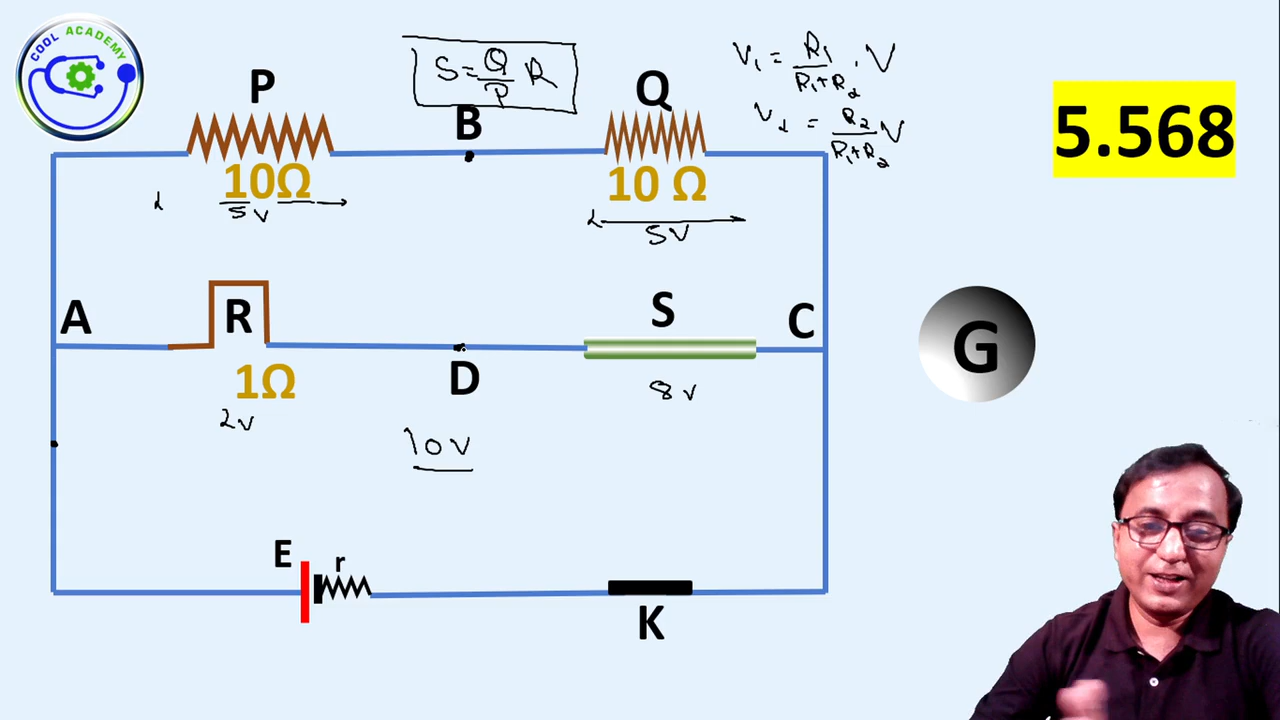 COOL ACADEMY
S = Q/P R
V₁ = R₁/(R₁+R₂) . V
V₂ = R₂/(R₁+R₂) V
5.568
P
B
Q
10Ω
10 Ω
5V
5V
A
R
S
C
G
1Ω
D
2V
8V
10V
E
r
K